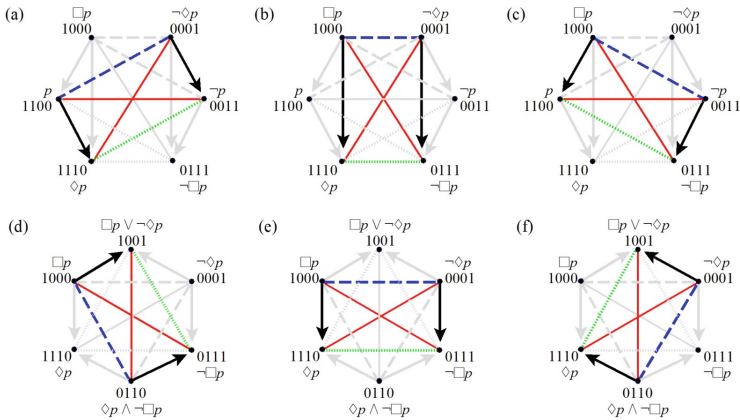 (a) □p ¬◇p (b) □p ¬◇p (c) □p ¬◇p
1000 0001 1000 0001 1000 0001
p ¬p p ¬p p ¬p
1100 0011 1100 0011 1100 0011
1110 0111 1110 0111 1110 0111
◇p ¬□p ◇p ¬□p ◇p ¬□p
(d) □p ∨ ¬◇p (e) □p ∨ ¬◇p (f) □p ∨ ¬◇p
1001 1001 1001
□p ¬◇p □p ¬◇p □p ¬◇p
1000 0001 1000 0001 1000 0001
1110 0111 1110 0111 1110 0111
◇p ¬□p ◇p ¬□p ◇p ¬□p
0110 0110 0110
◇p ∧ ¬□p ◇p ∧ ¬□p ◇p ∧ ¬□p